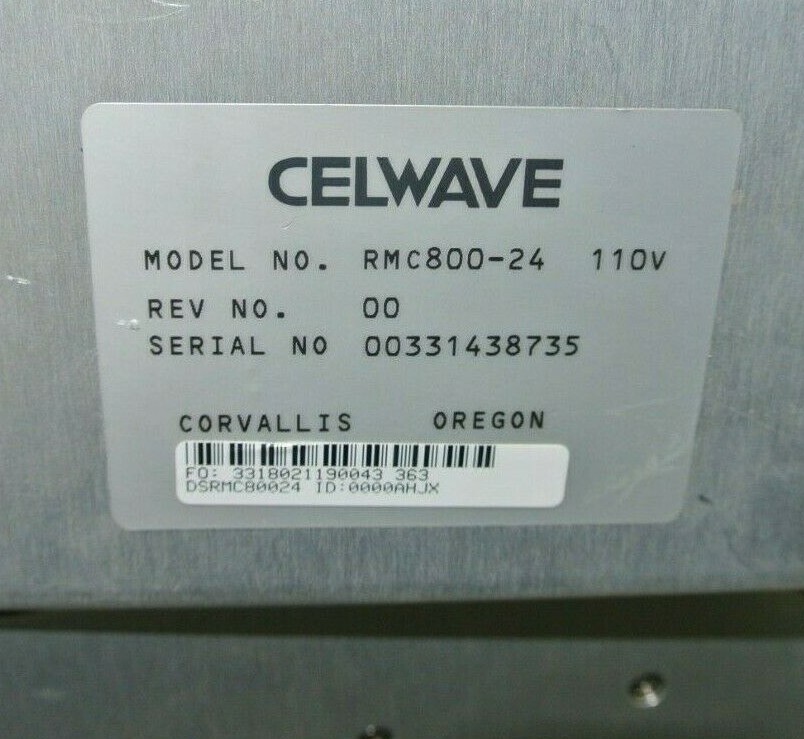 CELWAVE
MODEL NO. RMC800-24 110V
REV NO. 00
SERIAL NO 00331438735
CORVALLIS OREGON
FO: 3318021190043 363
DSRMC80024 ID:0000AHJX